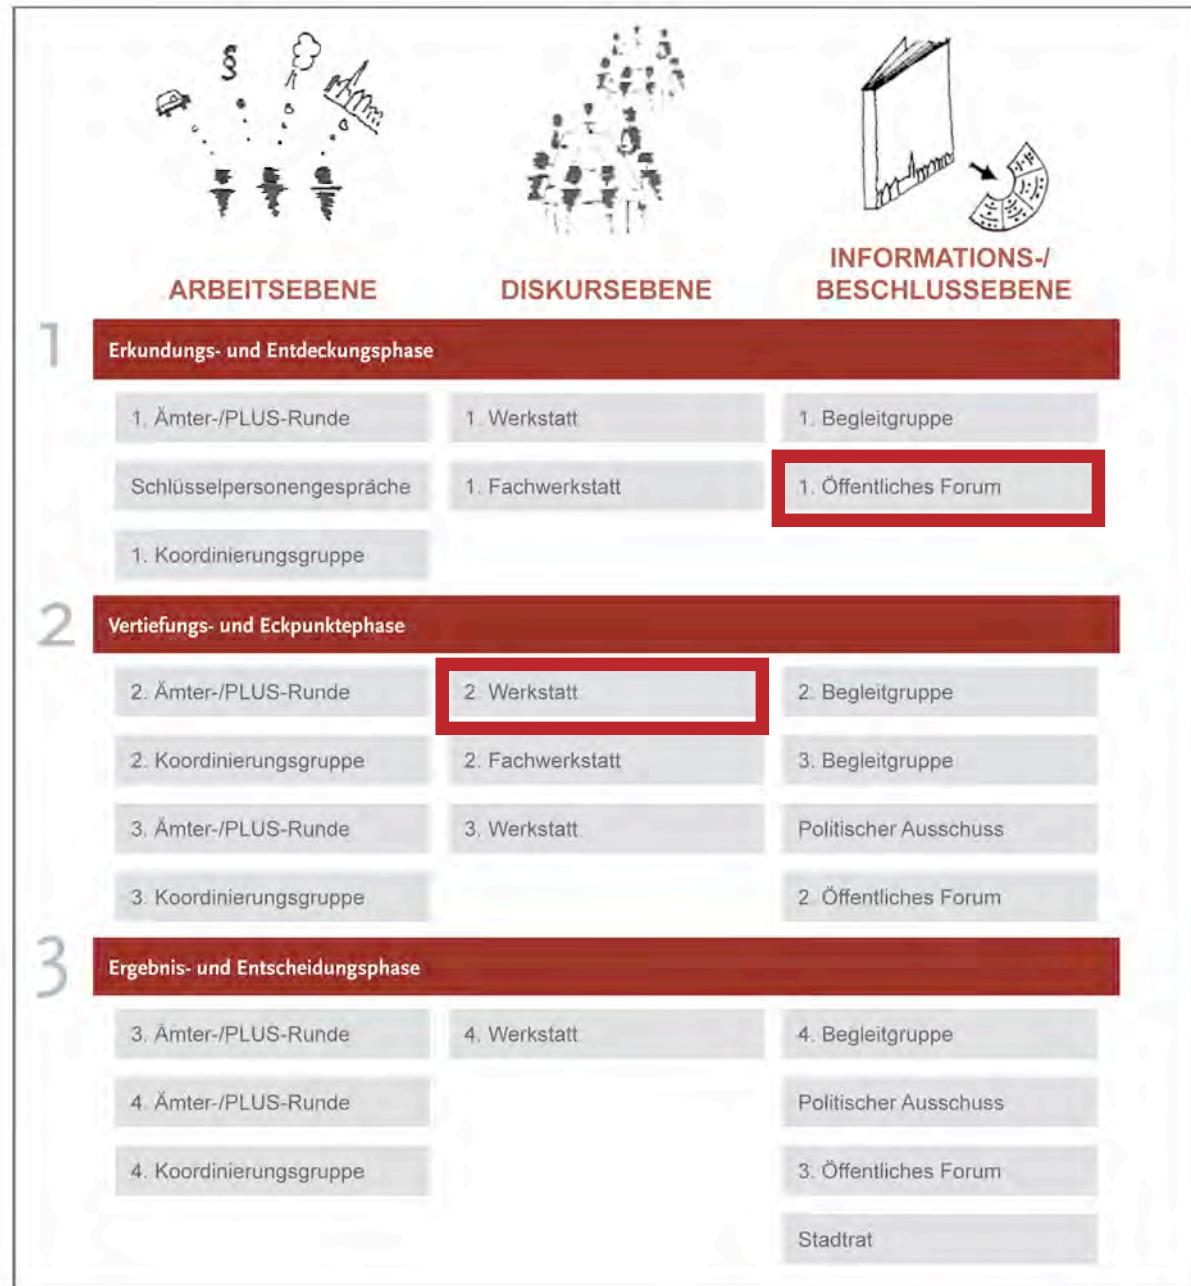 §
ARBEITSEBENE
DISKURSEBENE
INFORMATIONS-/
BESCHLUSSEBENE
1
Erkundungs- und Entdeckungsphase
1. Ämter-/PLUS-Runde
1. Werkstatt
1. Begleitgruppe
Schlüsselpersonengespräche
1. Fachwerkstatt
1. Öffentliches Forum
1. Koordinierungsgruppe
2
Vertiefungs- und Eckpunktephase
2. Ämter-/PLUS-Runde
2. Werkstatt
2. Begleitgruppe
2. Koordinierungsgruppe
2. Fachwerkstatt
3. Begleitgruppe
3. Ämter-/PLUS-Runde
3. Werkstatt
Politischer Ausschuss
3. Koordinierungsgruppe
2. Öffentliches Forum
3
Ergebnis- und Entscheidungsphase
3. Ämter-/PLUS-Runde
4. Werkstatt
4. Begleitgruppe
4. Ämter-/PLUS-Runde
Politischer Ausschuss
4. Koordinierungsgruppe
3. Öffentliches Forum
Stadtrat